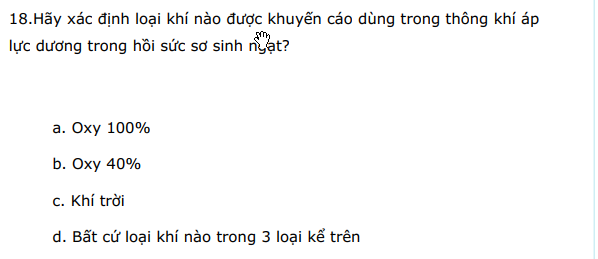 18.Hãy xác định loại khí nào được khuyến cáo dùng trong thông khí áp
lực dương trong hồi sức sơ sinh ngạt?
a. Oxy 100%
b. Oxy 40%
c. Khí trời
d. Bất cứ loại khí nào trong 3 loại kể trên